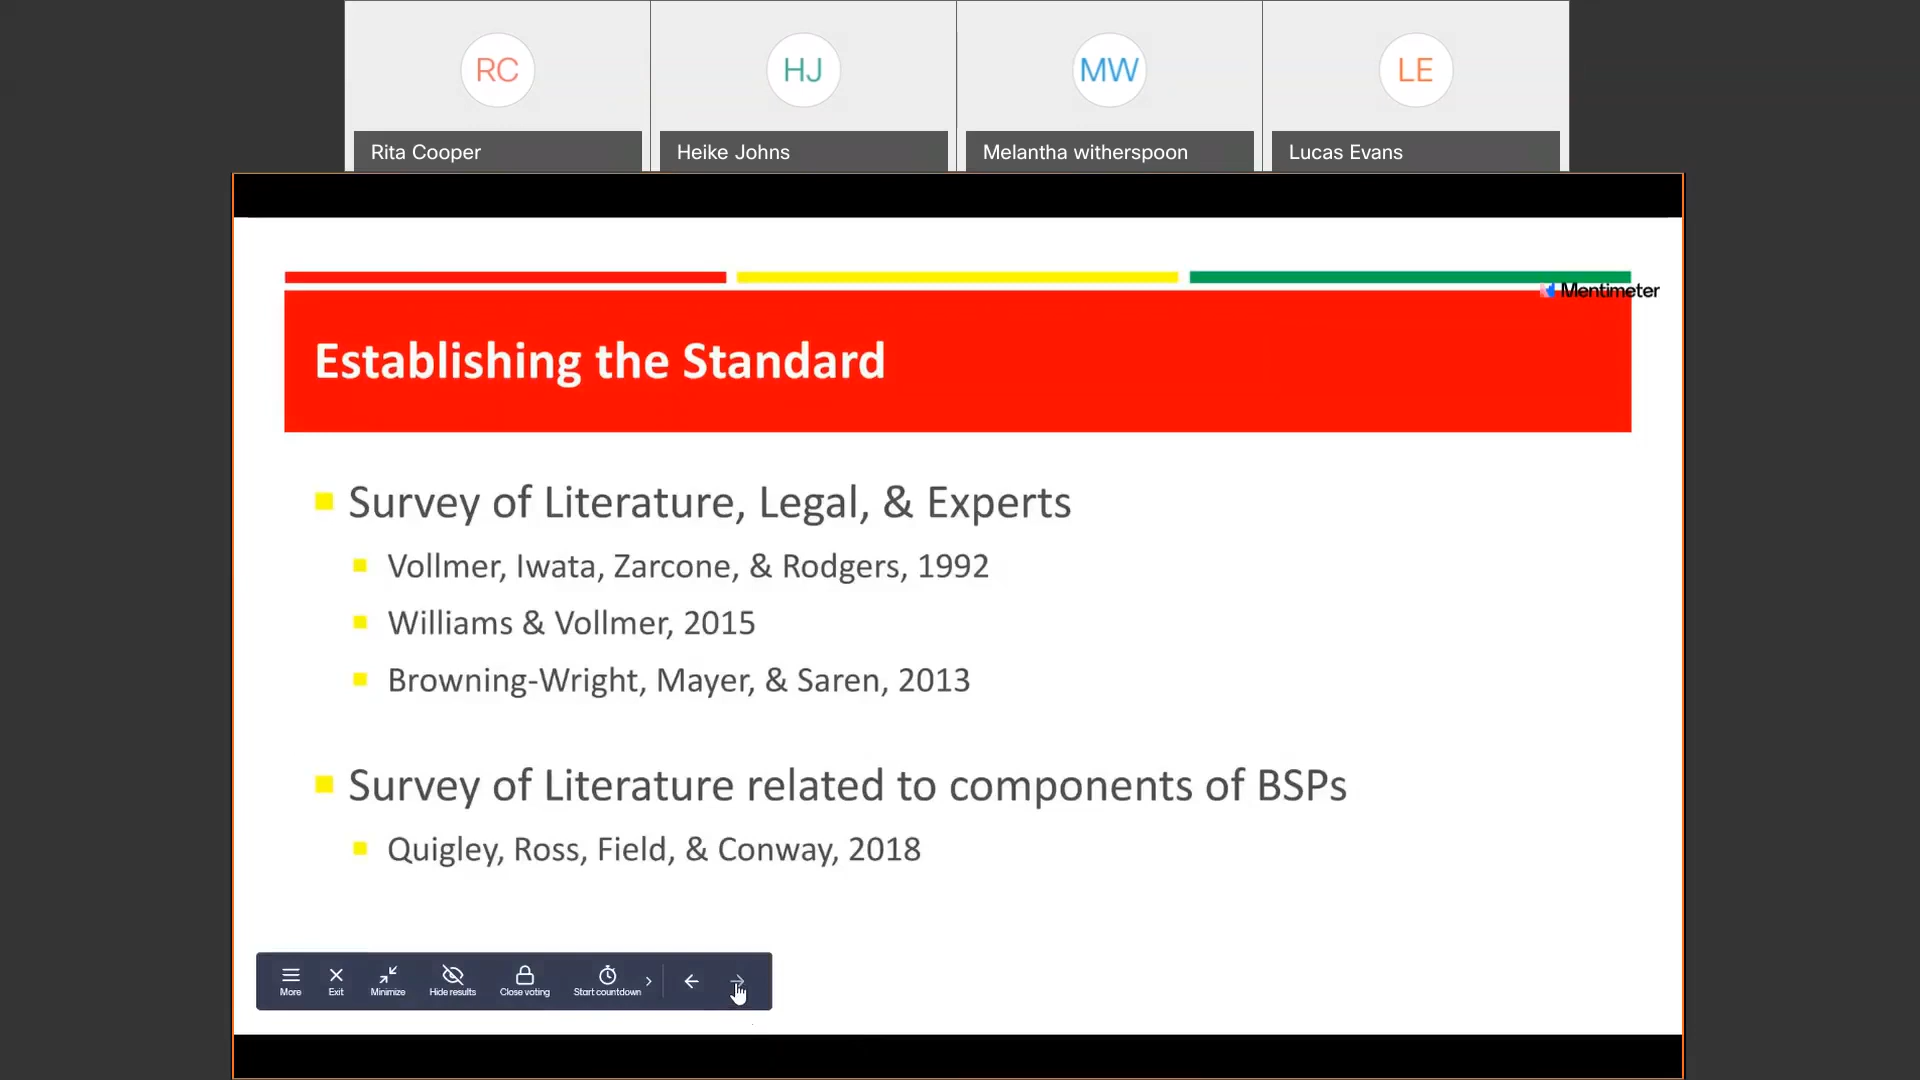 RC
HJ
MW
LE
Rita Cooper
Heike Johns
Melantha witherspoon
Lucas Evans
Mentimeter
Establishing the Standard
Survey of Literature, Legal, & Experts
Vollmer, Iwata, Zarcone, & Rodgers, 1992
Williams & Vollmer, 2015
Browning-Wright, Mayer, & Saren, 2013
Survey of Literature related to components of BSPs
Quigley, Ross, Field, & Conway, 2018
More
Exit
Minimize
Hide results
Close voting
Start countdown